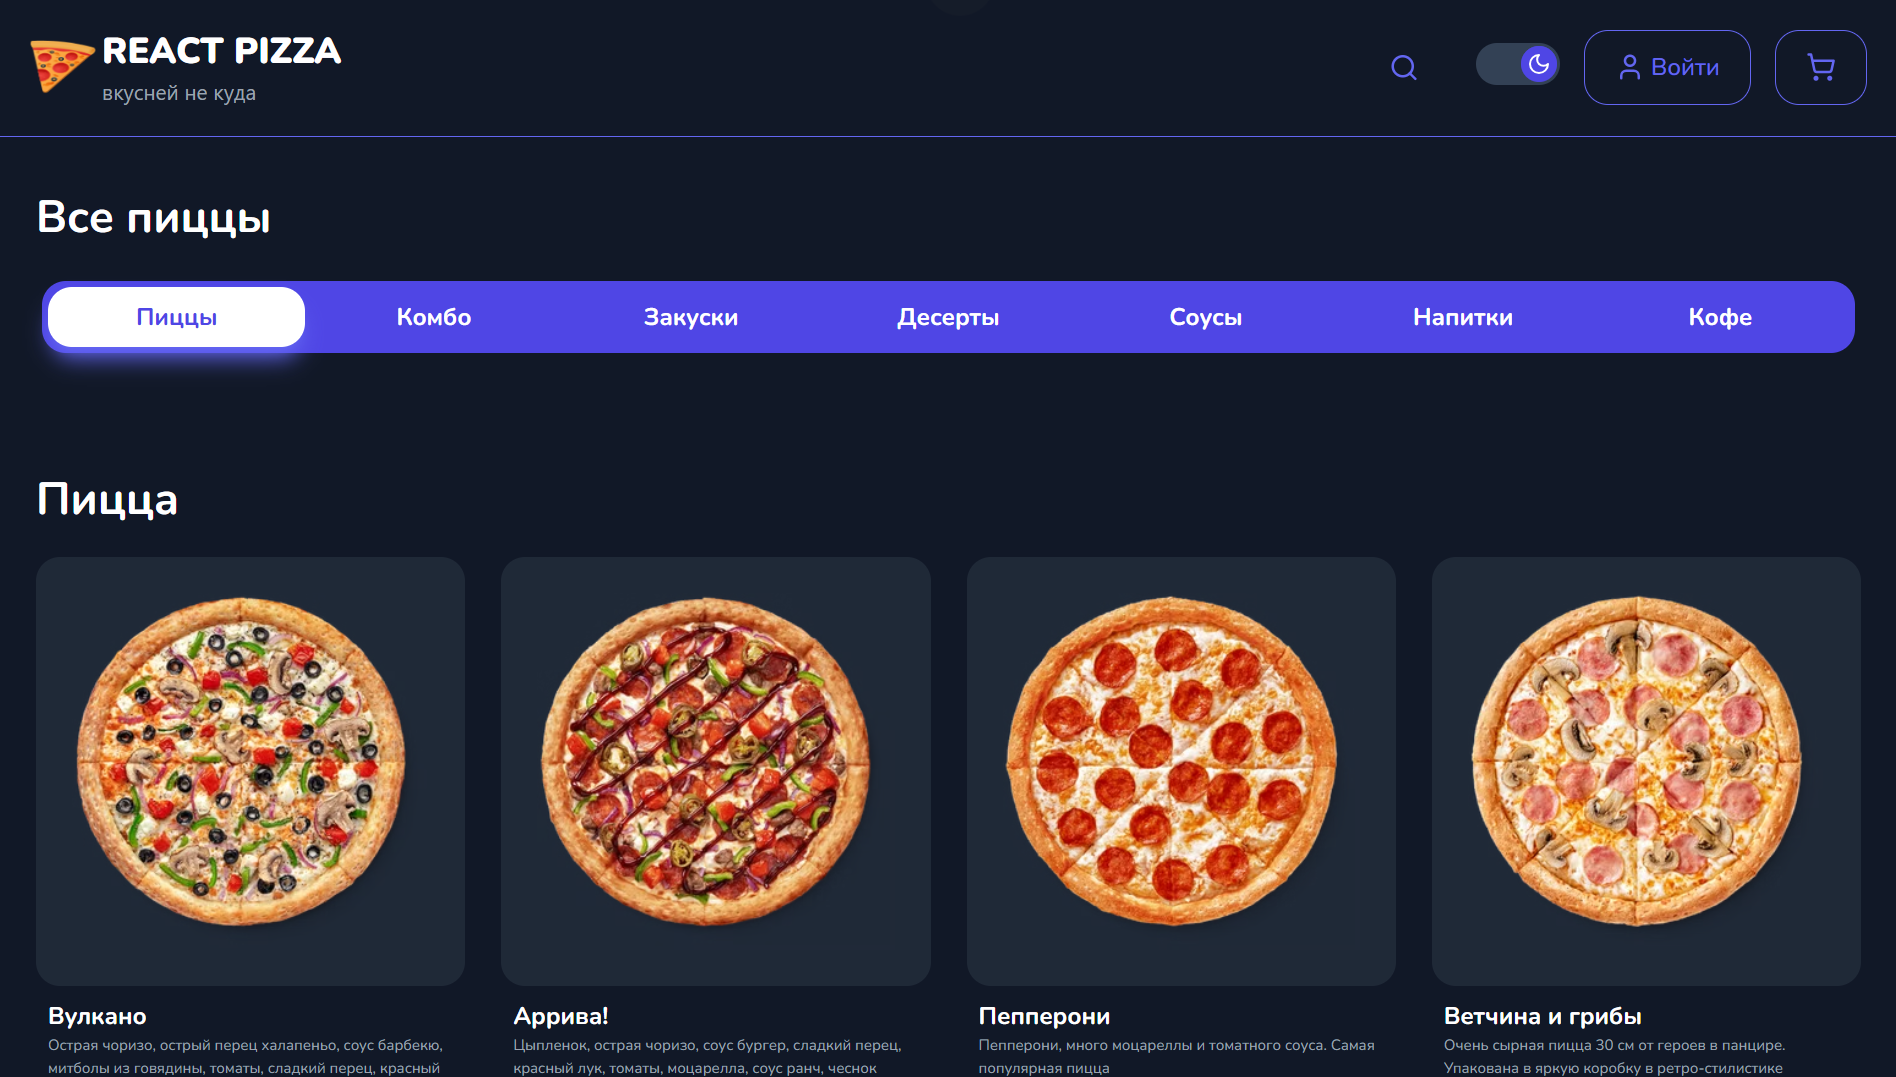 REACT PIZZA
вкусней не куда
Войти
Все пиццы
Пиццы
Комбо
Закуски
Десерты
Соусы
Напитки
Кофе
Пицца
Вулкано
Острая чоризо, острый перец халапеньо, соус барбекю,
митболы из говядины, томаты, сладкий перец, красный
Аррива!
Цыпленок, острая чоризо, соус бургер, сладкий перец,
красный лук, томаты, моцарелла, соус ранч, чеснок
Пепперони
Пепперони, много моцареллы и томатного соуса. Самая
популярная пицца
Ветчина и грибы
Очень сырная пицца 30 см от героев в панцире.
Упакована в яркую коробку в ретро-стилистике